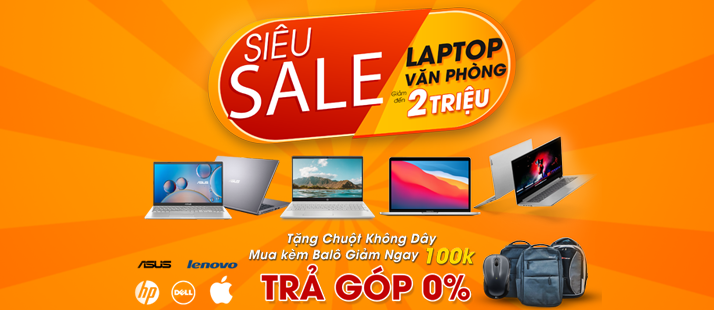 SIÊU
SALE
LAPTOP
VĂN PHÒNG
Giảm
đến
2 TRIỆU
ASUS
Tặng Chuột Không Dây
Mua kèm Balô Giảm Ngay 100k
TRẢ GÓP 0%
ASUS lenovo
hp DELL